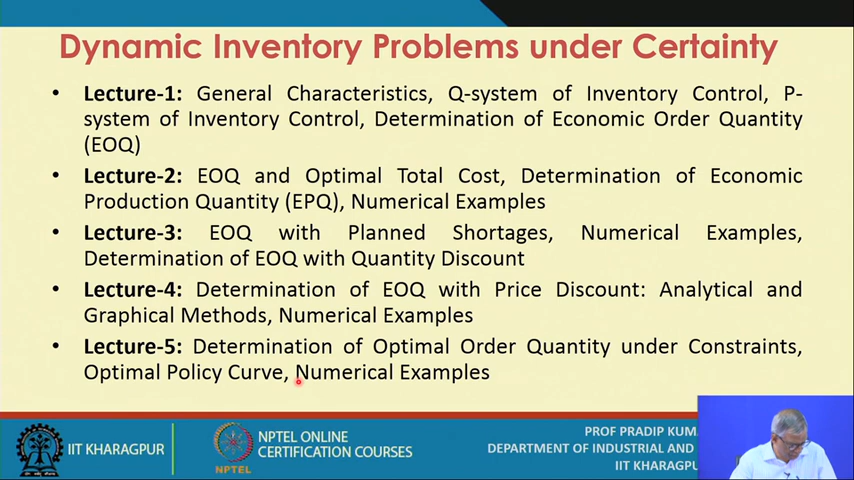 Dynamic Inventory Problems under Certainty
• Lecture-1: General Characteristics, Q-system of Inventory Control, P-
system of Inventory Control, Determination of Economic Order Quantity
(EOQ)
• Lecture-2: EOQ and Optimal Total Cost, Determination of Economic
Production Quantity (EPQ), Numerical Examples
• Lecture-3: EOQ with Planned Shortages, Numerical Examples,
Determination of EOQ with Quantity Discount
• Lecture-4: Determination of EOQ with Price Discount: Analytical and
Graphical Methods, Numerical Examples
• Lecture-5: Determination of Optimal Order Quantity under Constraints,
Optimal Policy Curve, Numerical Examples
IIT KHARAGPUR
NPTEL
NPTEL ONLINE
CERTIFICATION COURSES
PROF PRADIP KUM
DEPARTMENT OF INDUSTRIAL AND
IIT KHARAGPU